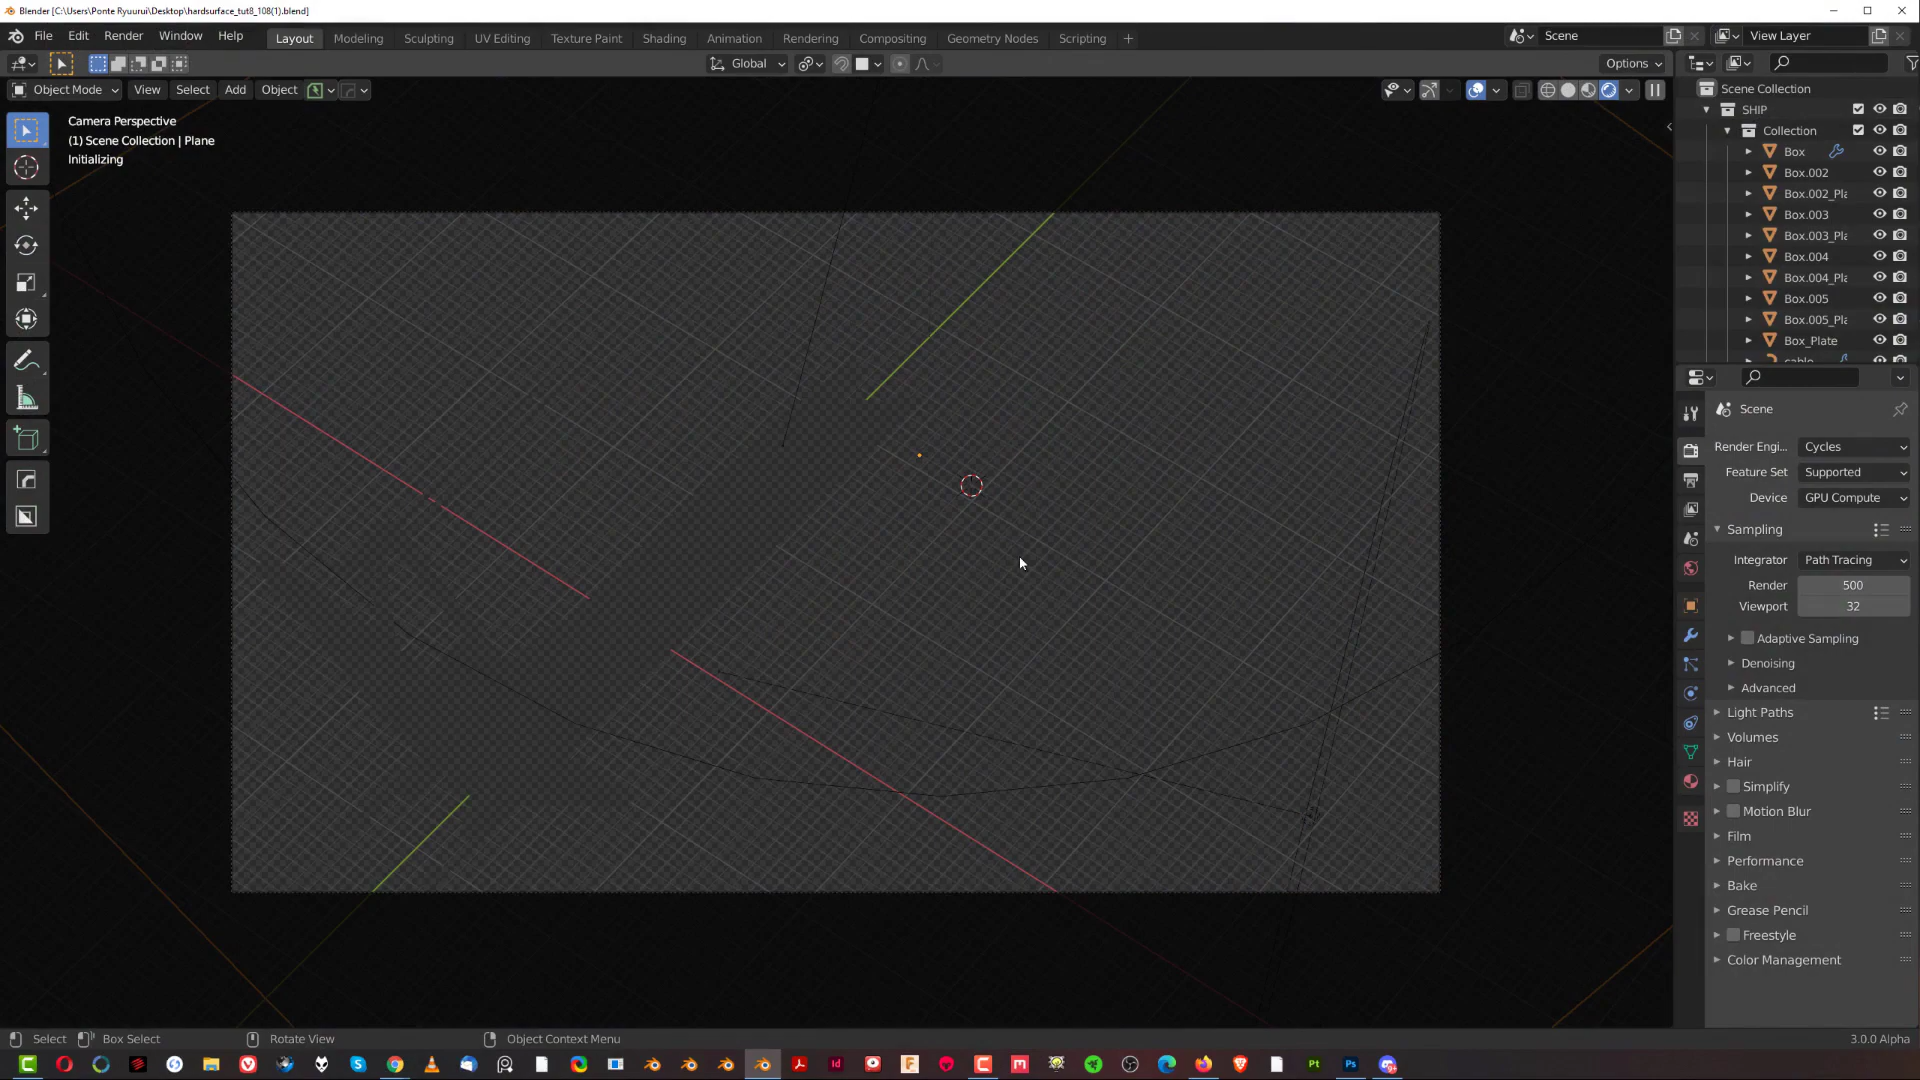 Blender [C:\Users\Ponte Ryuurui\Desktop\hardsurface_tut8_108(1).blend]
File Edit Render Window Help
Layout Modeling Sculpting UV Editing Texture Paint Shading Animation Rendering Compositing Geometry Nodes Scripting +
Scene
View Layer
Global
Options
Object Mode View Select Add Object
Camera Perspective
(1) Scene Collection | Plane
Initializing
Scene Collection
SHIP
Collection
Box
Box.002
Box.002_Pla
Box.003
Box.003_Pla
Box.004
Box.004_Pla
Box.005
Box.005_Pla
Box_Plate
cable
Scene
Render Engi... Cycles
Feature Set Supported
Device GPU Compute
Sampling
Integrator Path Tracing
Render 500
Viewport 32
Adaptive Sampling
Denoising
Advanced
Light Paths
Volumes
Hair
Simplify
Motion Blur
Film
Performance
Bake
Grease Pencil
Freestyle
Color Management
Select Box Select Rotate View Object Context Menu
3.0.0 Alpha
Id
m
Pt
Ps